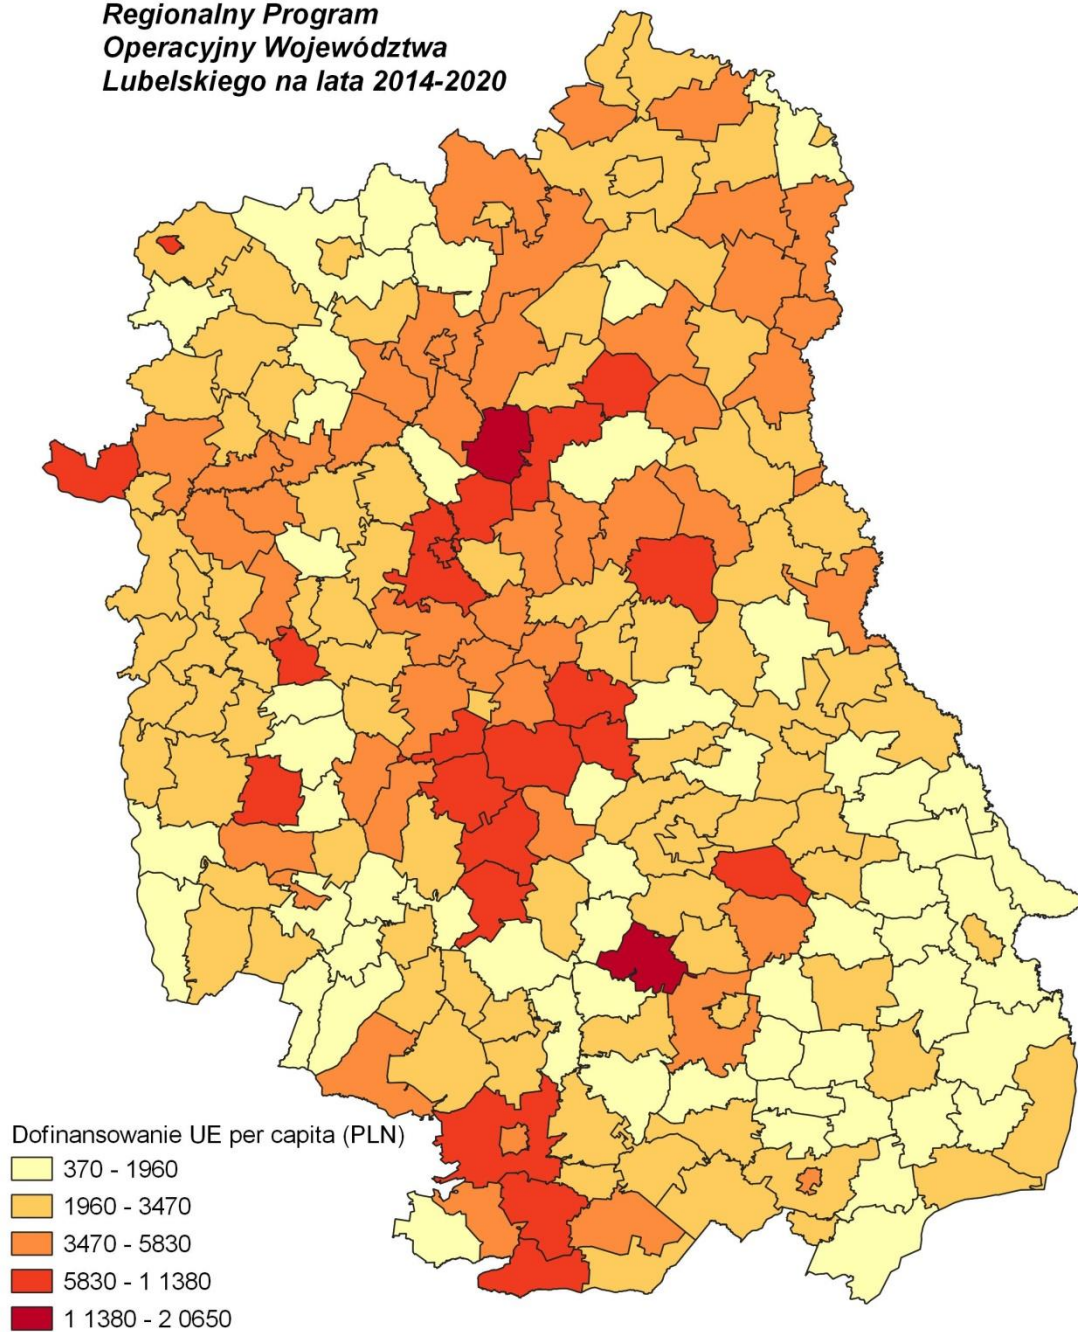 Regionalny Program
Operacyjny Województwa
Lubelskiego na lata 2014-2020
Dofinansowanie UE per capita (PLN)
370 - 1960
1960 - 3470
3470 - 5830
5830 - 1 1380
1 1380 - 2 0650